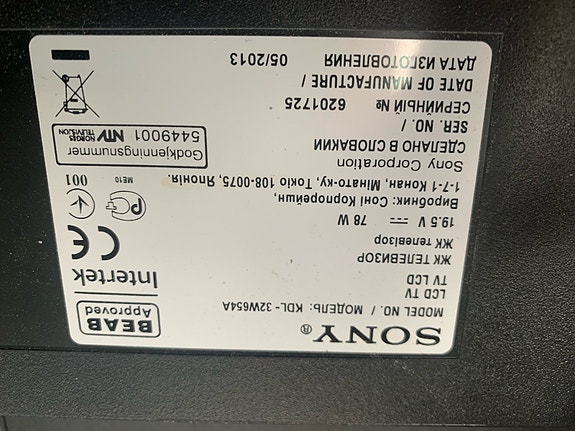 SONY®
MODEL NO. / МОДЕЛЬ: KDL-32W654A
LCD TV
TV LCD
ЖК ТЕЛЕВИЗОР
ЖК телевізор
19.5 V 78 W
Виробник: Соні Корпорейшн,
1-7-1 Конан, Мінато-ку, Токіо 108-0075, Японія.
Sony Corporation
СДЕЛАНО В СЛОВАКИИ
SER. NO. /
СЕРИЙНЫЙ № 6201725
DATE OF MANUFACTURE /
ДАТА ИЗГОТОВЛЕНИЯ 05/2013
BEAB
Approved
Intertek
CE
PC
ME10
001
Godkjenningsnummer
5449001 NTV
NORGES
TELEVISJON